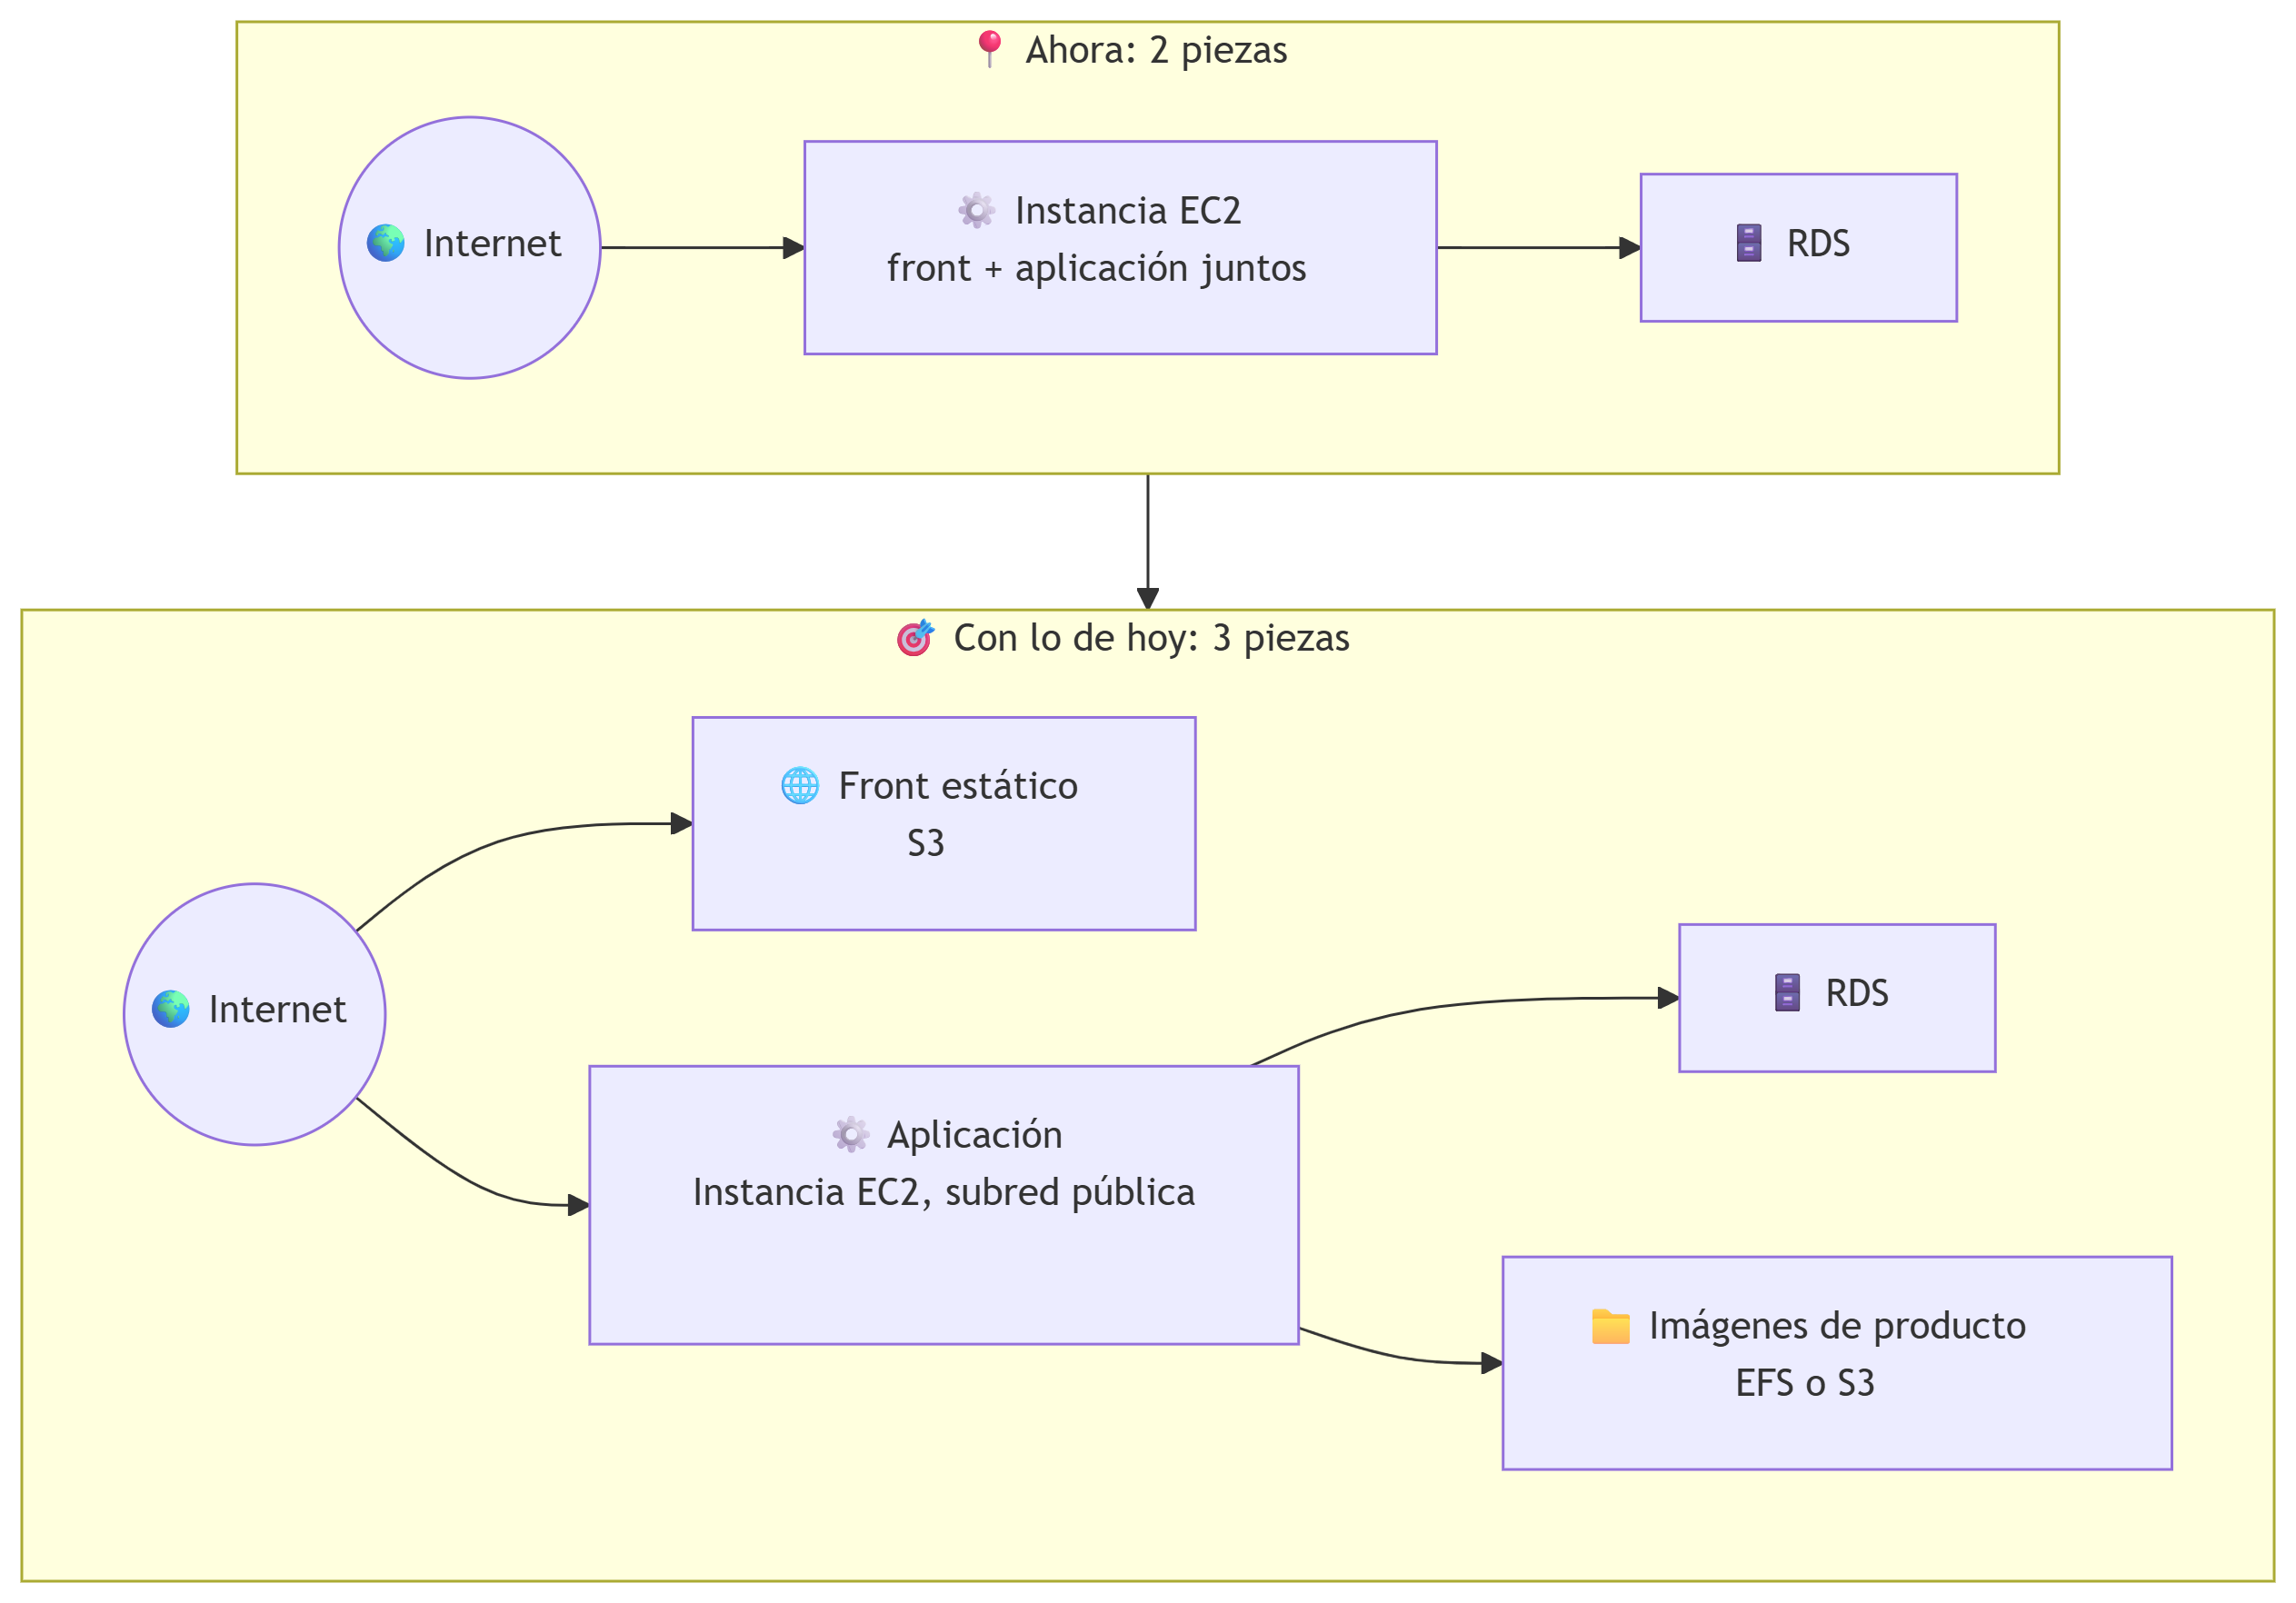 📍 Ahora: 2 piezas
🌍 Internet
⚙️ Instancia EC2
front + aplicación juntos
🗄️ RDS
🎯 Con lo de hoy: 3 piezas
🌐 Front estático
S3
🌍 Internet
🗄️ RDS
⚙️ Aplicación
Instancia EC2, subred pública
📁 Imágenes de producto
EFS o S3